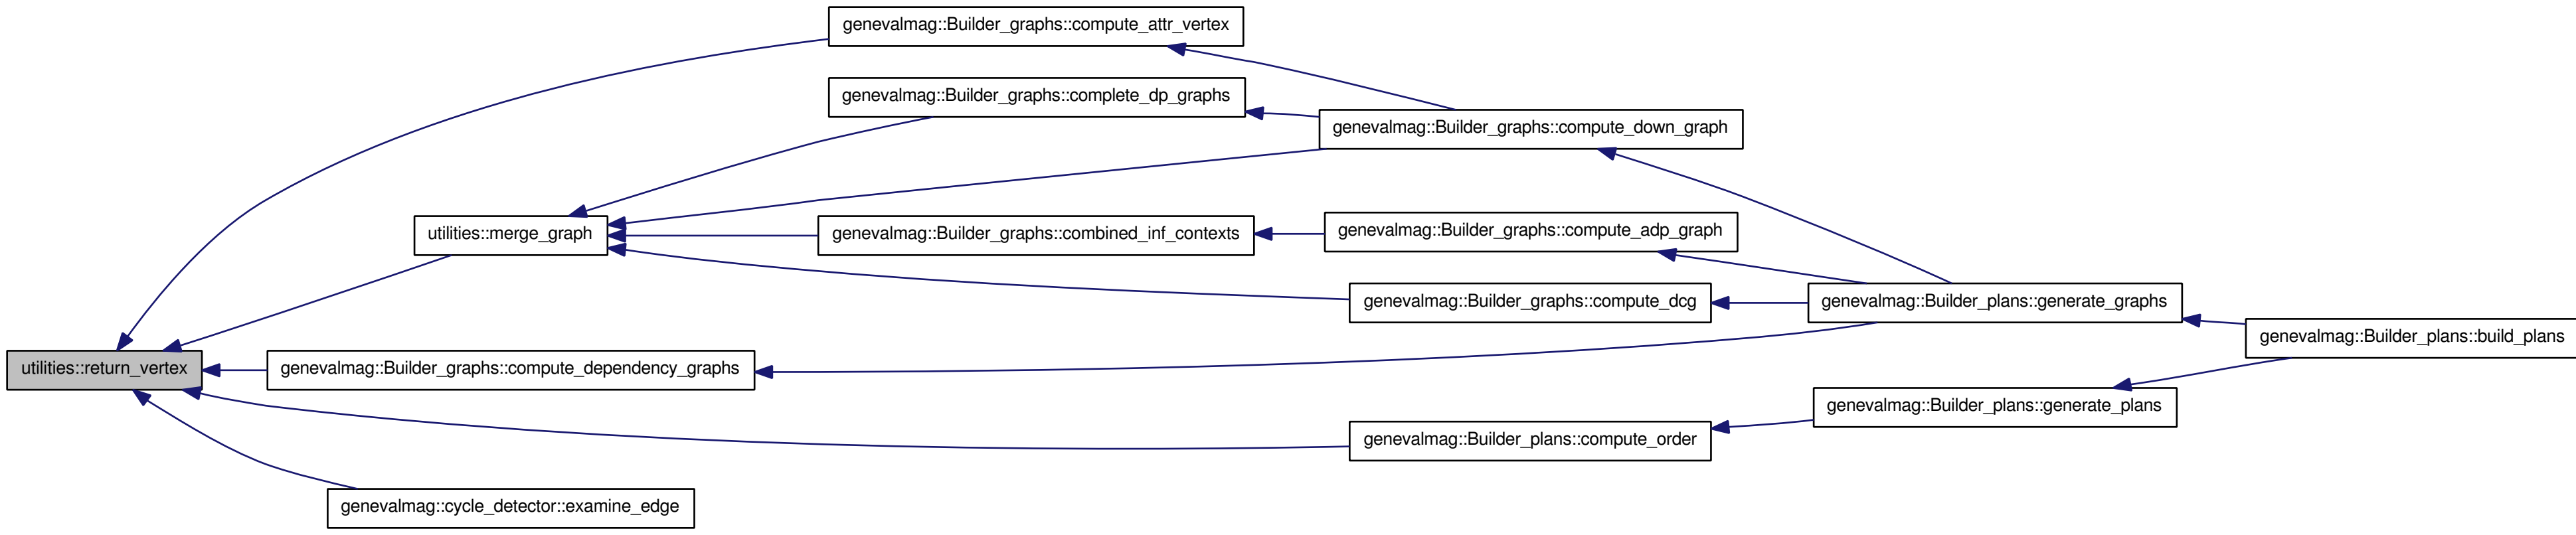 genevalmag::Builder_graphs::compute_attr_vertex
genevalmag::Builder_graphs::complete_dp_graphs
genevalmag::Builder_graphs::compute_down_graph
utilities::merge_graph
genevalmag::Builder_graphs::combined_inf_contexts
genevalmag::Builder_graphs::compute_adp_graph
genevalmag::Builder_graphs::compute_dcg
genevalmag::Builder_plans::generate_graphs
genevalmag::Builder_plans::build_plans
utilities::return_vertex
genevalmag::Builder_graphs::compute_dependency_graphs
genevalmag::Builder_plans::generate_plans
genevalmag::Builder_plans::compute_order
genevalmag::cycle_detector::examine_edge